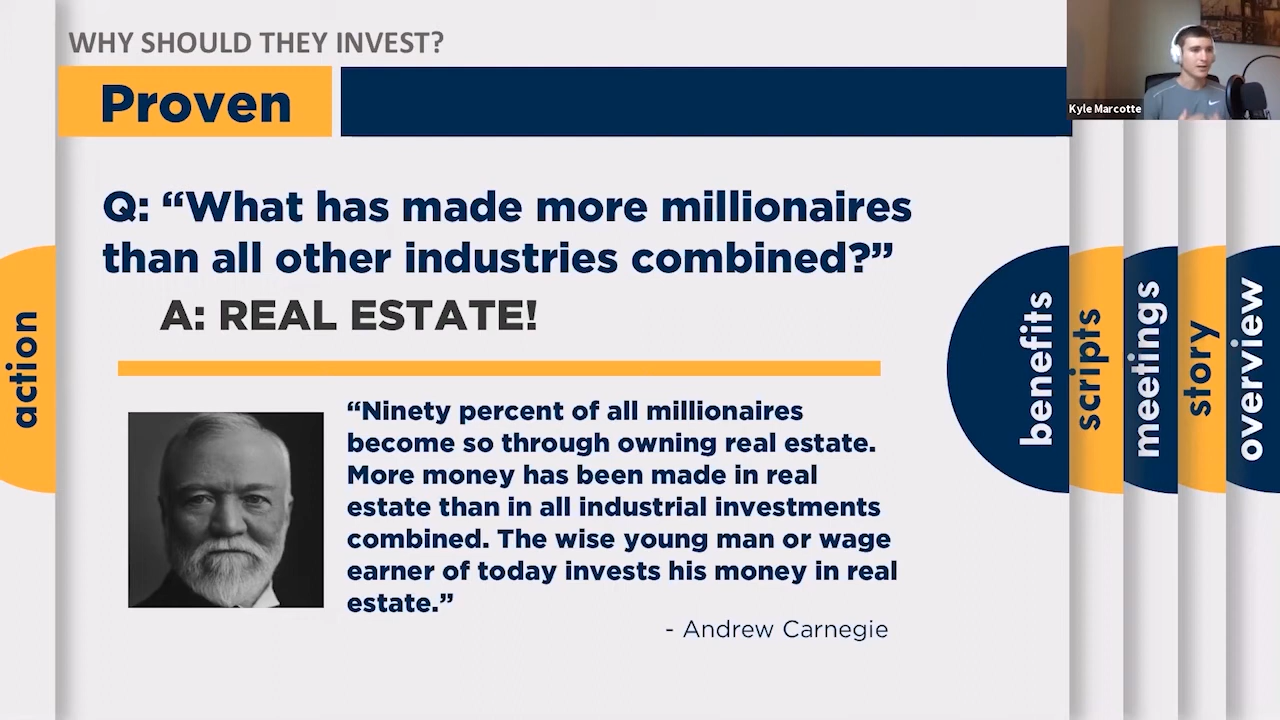 WHY SHOULD THEY INVEST?
Proven
Kyle Marcotte
Q: “What has made more millionaires
than all other industries combined?”
A: REAL ESTATE!
“Ninety percent of all millionaires
become so through owning real estate.
More money has been made in real
estate than in all industrial investments
combined. The wise young man or wage
earner of today invests his money in real
estate.”
- Andrew Carnegie
action
benefits
scripts
meetings
story
overview